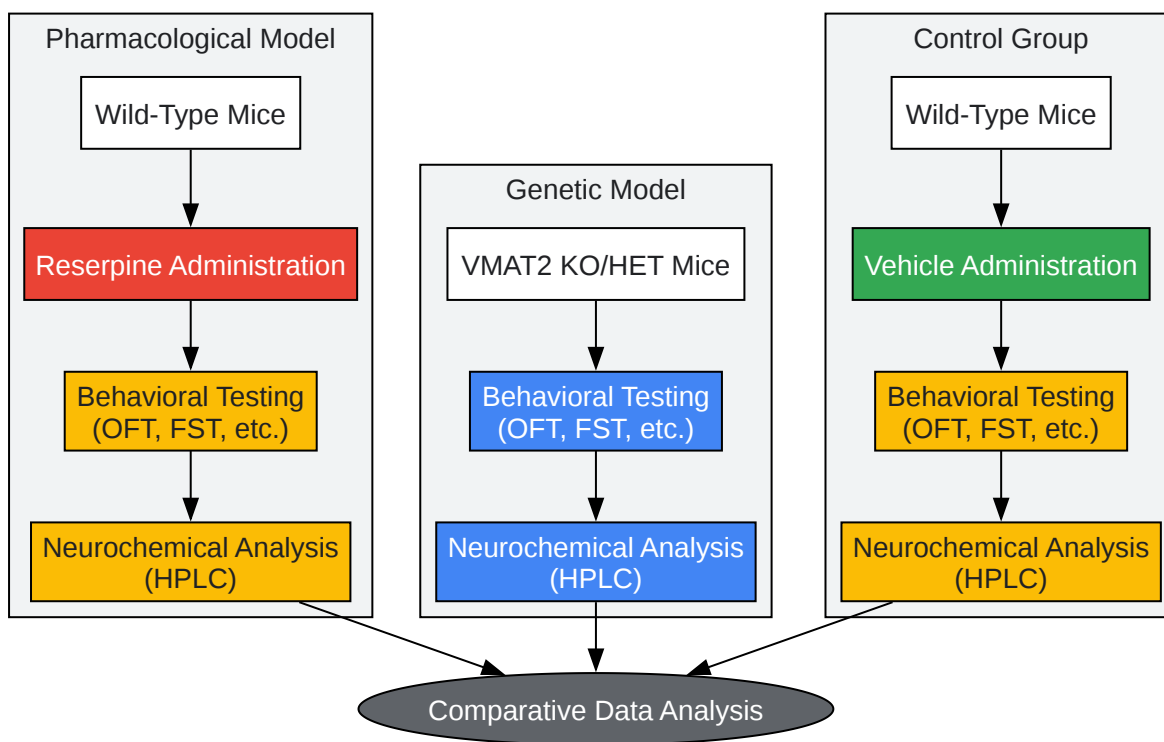 Pharmacological Model
Wild-Type Mice
Reserpine Administration
Behavioral Testing
(OFT, FST, etc.)
Neurochemical Analysis
(HPLC)
Genetic Model
VMAT2 KO/HET Mice
Behavioral Testing
(OFT, FST, etc.)
Neurochemical Analysis
(HPLC)
Control Group
Wild-Type Mice
Vehicle Administration
Behavioral Testing
(OFT, FST, etc.)
Neurochemical Analysis
(HPLC)
Comparative Data Analysis